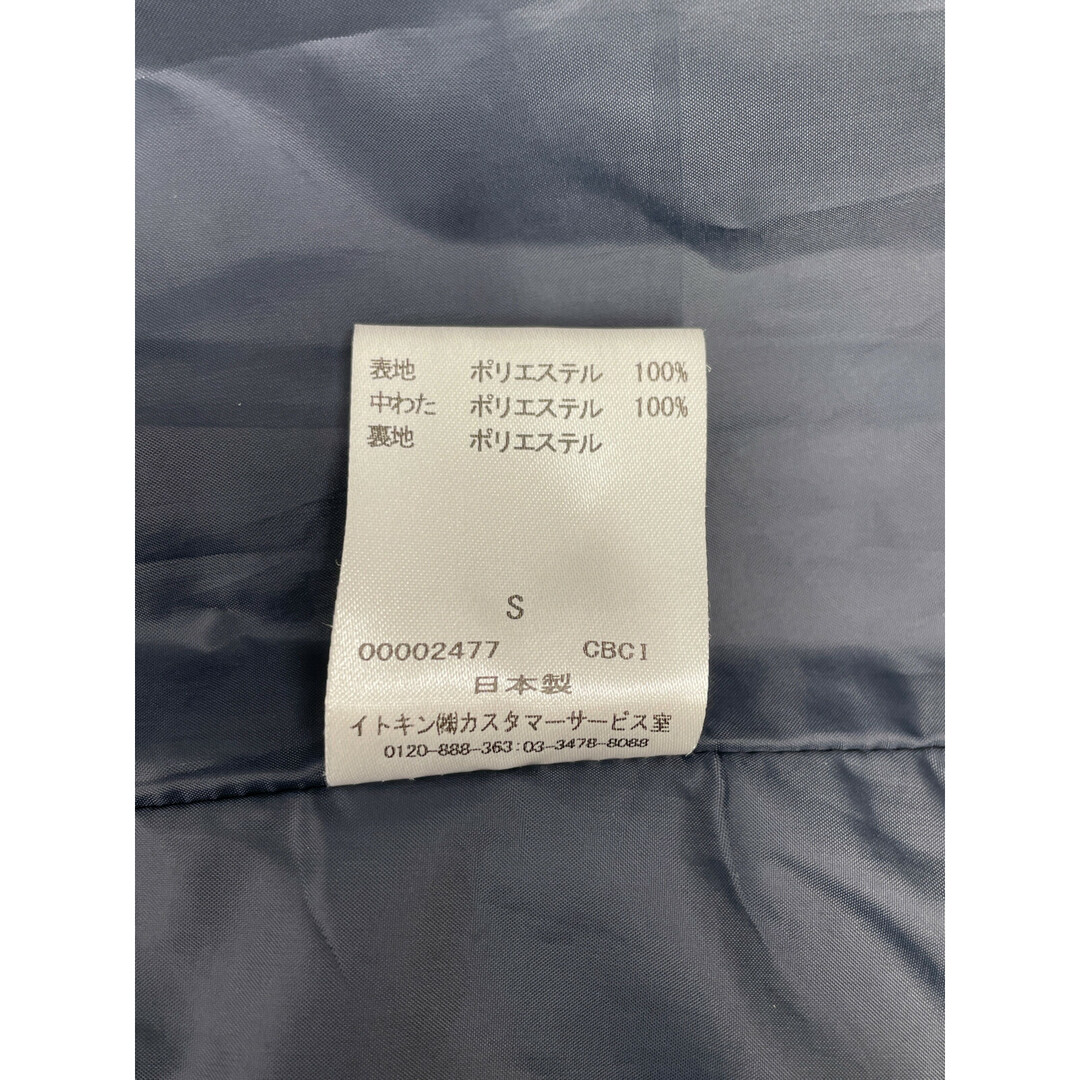 表地 ポリエステル 100%
中わた ポリエステル 100%
裏地 ポリエステル
S
00002477 CBCI
日本製
イトキン㈱カスタマーサービス室
0120-888-363:03-3478-8088